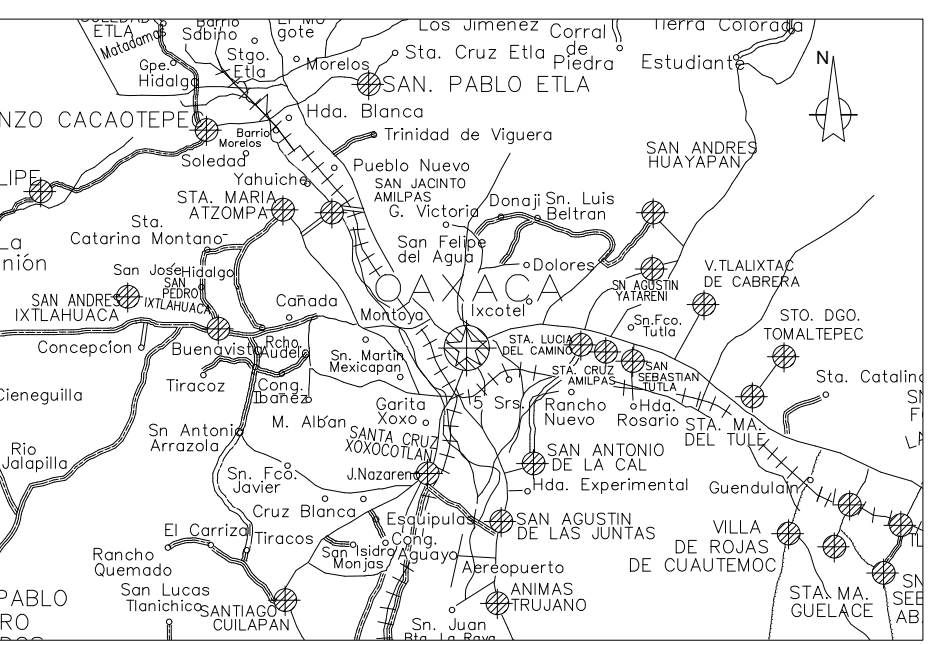 ETLA
Matadamas
Barrio
Sabino
gote
Los Jimenez
Corral
de
Piedra
Tierra Colorada
Stgo.
Etla
Morelos
Sta. Cruz Etla
Estudiante
N
Gpe.
Hidalgo
SAN. PABLO ETLA
NZO CACAOTEPE
Hda. Blanca
Barrio
Morelos
Trinidad de Viguera
Soledad
SAN ANDRES
HUAYAPAN
Pueblo Nuevo
Yahuiche
LIPE
SAN JACINTO
AMILPAS
STA. MARIA
ATZOMPA
G. Victoria
Donaji
Sn. Luis
Beltran
Sta.
Catarina Montano
La
nión
San Felipe
del Agua
Dolores
San José
Hidalgo
SAN
PEDRO
IXTLAHUACA
V.TLALIXTAC
DE CABRERA
SN AGUSTIN
YATARENI
OAXACA
SAN ANDRES
IXTLAHUACA
Cañada
Montoya
Ixcotel
Sn.Fco.
Tutla
STO. DGO.
TOMALTEPEC
Concepcion
Buenavista
Rcho.
Audelo
Sn. Martin
Mexicapan
STA. LUCIA
DEL CAMINO
STA. CRUZ
AMILPAS
SAN
SEBASTIAN
TUTLA
Sta. Catalina
Tiracoz
Cong.
Ibañez
Cieneguilla
M. Albán
Garita
Xoxo
5 Srs.
Rancho
Nuevo
Hda.
Rosario
STA. MA.
DEL TULE
Sn Antonio
Arrazola
SANTA CRUZ
XOXOCOTLAN
Rio
Jalapilla
SAN ANTONIO
DE LA CAL
Sn. Fco.
Javier
J.Nazareno
Hda. Experimental
Guendulain
Cruz Blanca
Esquipulas
SAN AGUSTIN
DE LAS JUNTAS
El Carrizal
Tiracos
VILLA
DE ROJAS
DE CUAUTEMOC
San Isidro
Monjas
Cong.
Aguayo
Rancho
Quemado
Aereopuerto
San Lucas
Tlanichico
ANIMAS
TRUJANO
STA. MA.
GUELACE
SANTIAGO
CUILAPAN
PABLO
RO
Sn. Juan
Bta. La Raya
SN
SEB
AB.